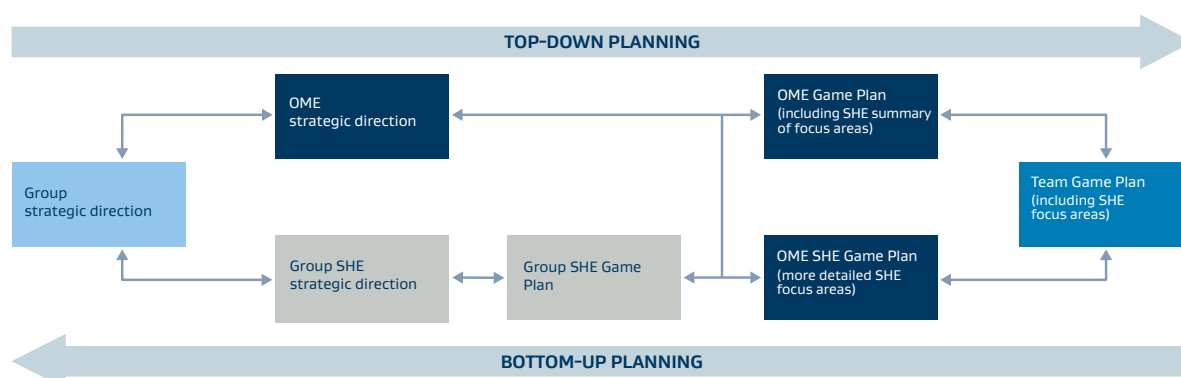 TOP-DOWN PLANNING
OME
strategic direction
OME Game Plan
(including SHE summary
of focus areas)
Group
strategic direction
Team Game Plan
(including SHE
focus areas)
Group SHE
strategic direction
Group SHE Game
Plan
OME SHE Game Plan
(more detailed SHE
focus areas)
BOTTOM-UP PLANNING